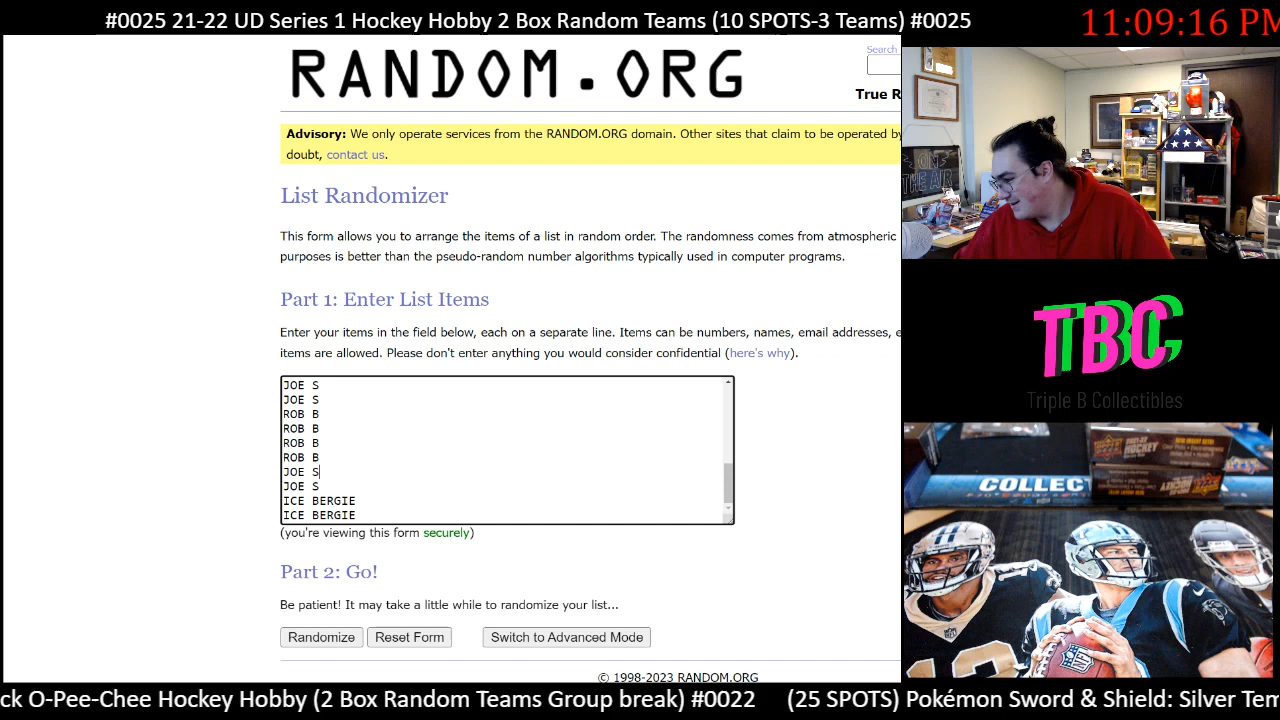 #0025 21-22 UD Series 1 Hockey Hobby 2 Box Random Teams (10 SPOTS-3 Teams) #0025
11:09:16 PM
RANDOM.ORG
Search
True R
Advisory: We only operate services from the RANDOM.ORG domain. Other sites that claim to be operated by
doubt, contact us.
List Randomizer
This form allows you to arrange the items of a list in random order. The randomness comes from atmospheric
purposes is better than the pseudo-random number algorithms typically used in computer programs.
Part 1: Enter List Items
Enter your items in the field below, each on a separate line. Items can be numbers, names, email addresses, e
items are allowed. Please don't enter anything you would consider confidential (here's why).
JOE S
JOE S
ROB B
ROB B
ROB B
ROB B
JOE S
JOE S
ICE BERGIE
ICE BERGIE
(you're viewing this form securely)
Part 2: Go!
Be patient! It may take a little while to randomize your list...
Randomize
Reset Form
Switch to Advanced Mode
© 1998-2023 RANDOM.ORG
ON
THE AIR
TBC
Triple B Collectibles
HOCKEY
COLLECT
NFL
ck O-Pee-Chee Hockey Hobby (2 Box Random Teams Group break) #0022
(25 SPOTS) Pokémon Sword & Shield: Silver Tem